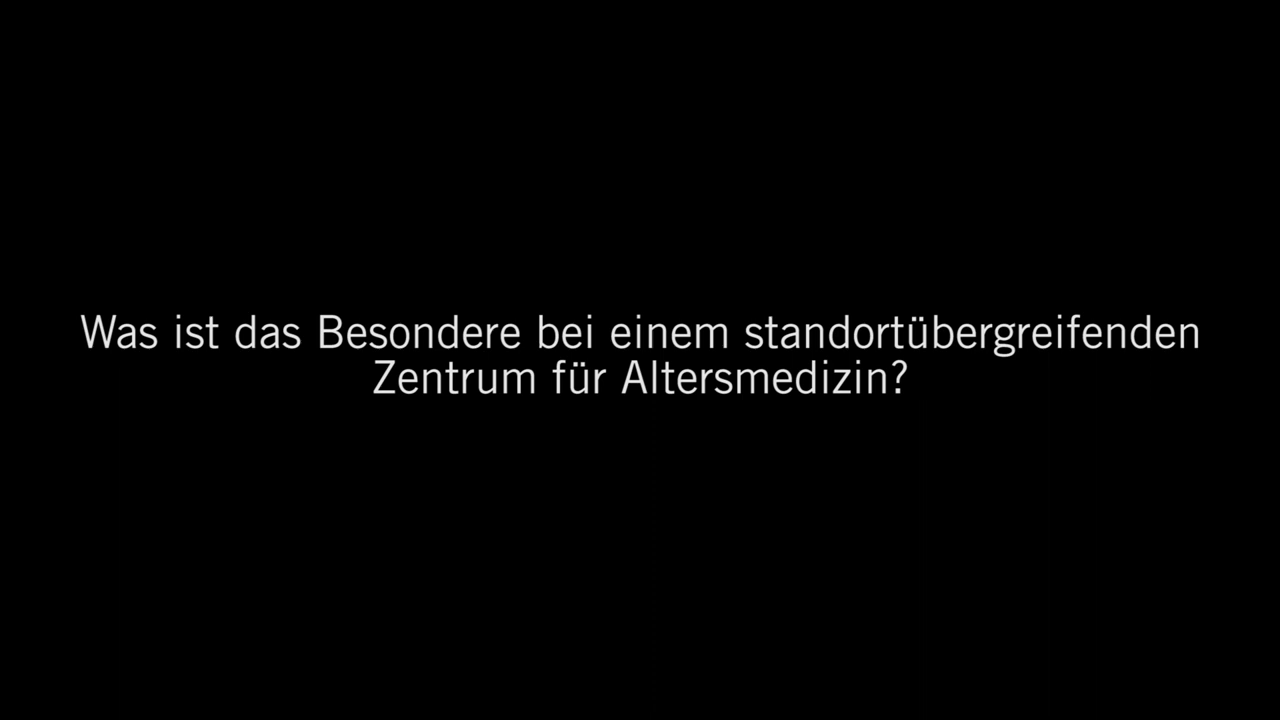 Was ist das Besondere bei einem standortübergreifenden
Zentrum für Altersmedizin?